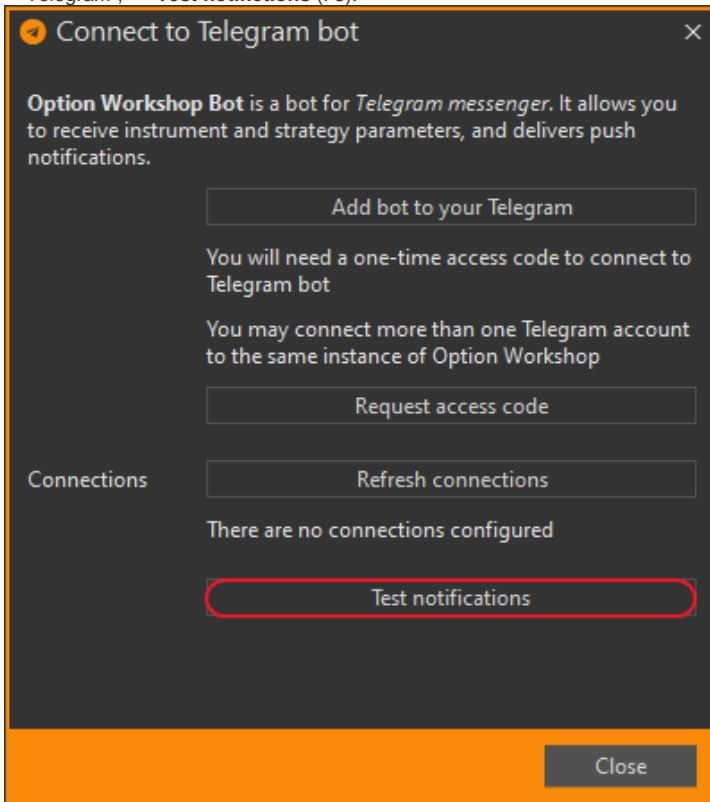 Connect to Telegram bot
Option Workshop Bot is a bot for Telegram messenger. It allows you
to receive instrument and strategy parameters, and delivers push
notifications.
Add bot to your Telegram
You will need a one-time access code to connect to
Telegram bot
You may connect more than one Telegram account
to the same instance of Option Workshop
Request access code
Connections
Refresh connections
There are no connections configured
Test notifications
Close